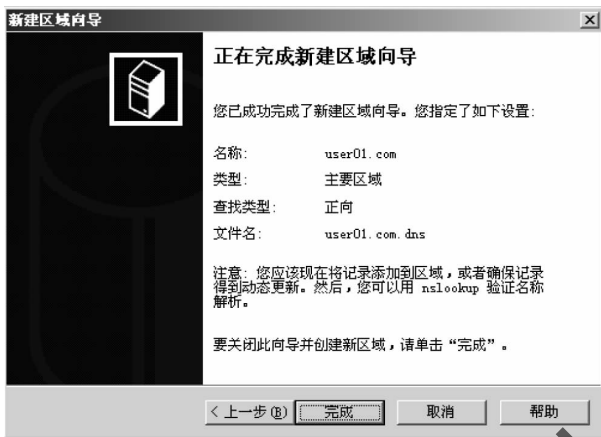 新建区域向导
正在完成新建区域向导
您已成功完成了新建区域向导。您指定了如下设置:
名称: user01.com
类型: 主要区域
查找类型: 正向
文件名: user01.com.dns
注意: 您应该现在将记录添加到区域，或者确保记录
得到动态更新。然后，您可以用 nslookup 验证名称
解析。
要关闭此向导并创建新区域，请单击“完成”。
< 上一步(B) 完成 取消 帮助